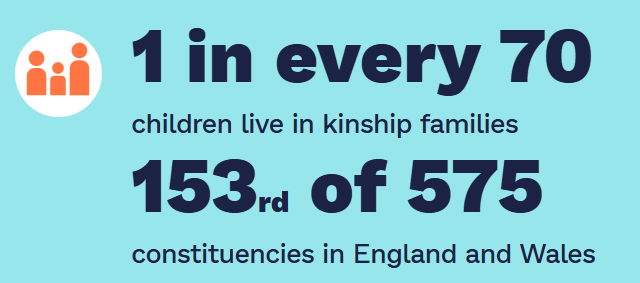 1 in every 70
children live in kinship families
153rd of 575
constituencies in England and Wales